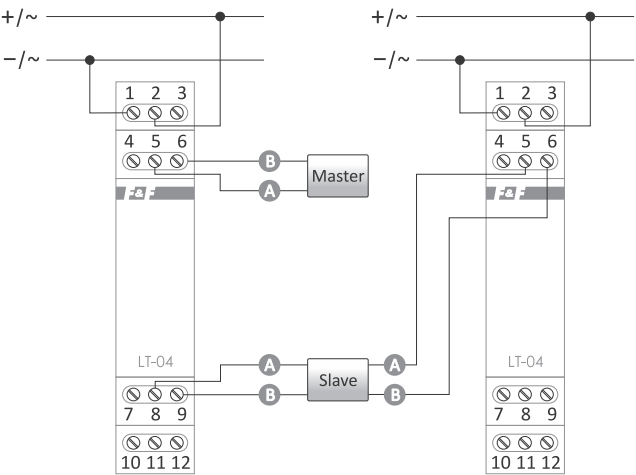 +/~ +/~
−/~ −/~
1 2 3 1 2 3
4 5 6 4 5 6
B
Master
A
F&F F&F
LT-04 LT-04
A Slave A
B B
7 8 9 7 8 9
10 11 12 10 11 12